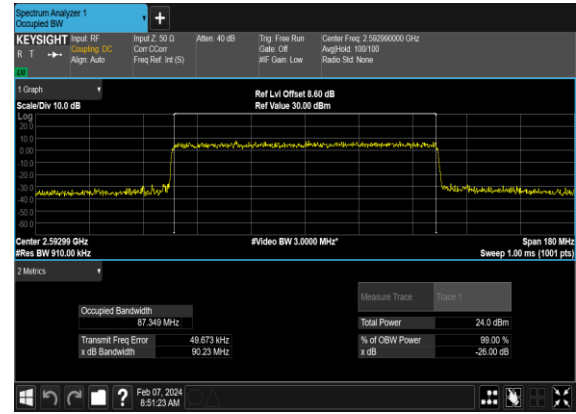 Spectrum Analyzer 1
Occupied BW
KEYSIGHT Input: RF Input Z: 50 Ω Atten: 40 dB Trig: Free Run Center Freq: 2.592990000 GHz
R T Coupling: DC Corr CCorr Gate: Off Avg|Hold: 100/100
Align: Auto Freq Ref: Int (S) #IF Gain: Low Radio Std: None
LW
1 Graph
Ref Lvl Offset 8.60 dB
Scale/Div 10.0 dB Ref Value 30.00 dBm
Log
20.0
10.0
0.00
-10.0
-20.0
-30.0
-40.0
-50.0
-60.0
Center 2.59299 GHz #Video BW 3.0000 MHz* Span 180 MHz
#Res BW 910.00 kHz Sweep 1.00 ms (1001 pts)
2 Metrics
Measure Trace Trace 1
Occupied Bandwidth
87.349 MHz
Total Power 24.0 dBm
Transmit Freq Error 49.673 kHz % of OBW Power 99.00 %
x dB Bandwidth 90.23 MHz x dB -26.00 dB
Feb 07, 2024
8:51:23 AM